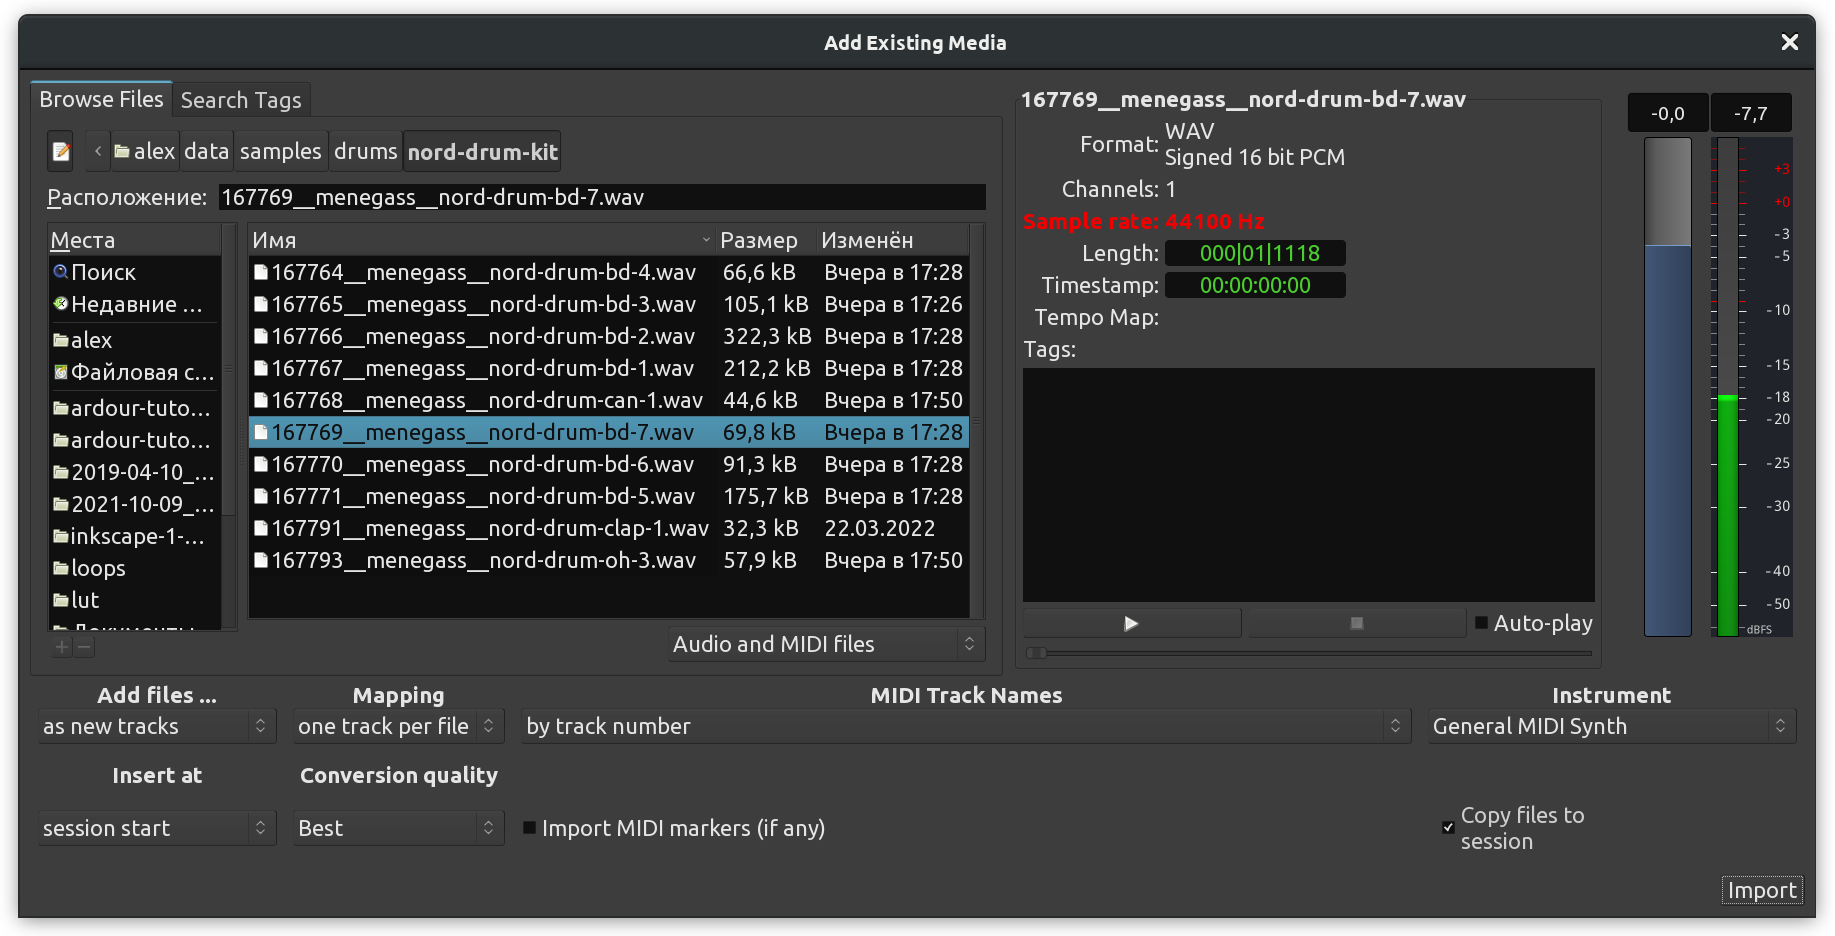 Add Existing Media
Browse Files
Search Tags
alex
data
samples
drums
nord-drum-kit
Расположение:
167769__menegass__nord-drum-bd-7.wav
Места
Поиск
Недавние ...
alex
Файловая с...
ardour-tuto...
ardour-tuto...
2019-04-10_...
2021-10-09_...
inkscape-1-...
loops
lut
Имя Размер Изменён
167764__menegass__nord-drum-bd-4.wav 66,6 kB Вчера в 17:28
167765__menegass__nord-drum-bd-3.wav 105,1 kB Вчера в 17:26
167766__menegass__nord-drum-bd-2.wav 322,3 kB Вчера в 17:28
167767__menegass__nord-drum-bd-1.wav 212,2 kB Вчера в 17:28
167768__menegass__nord-drum-can-1.wav 44,6 kB Вчера в 17:50
167769__menegass__nord-drum-bd-7.wav 69,8 kB Вчера в 17:28
167770__menegass__nord-drum-bd-6.wav 91,3 kB Вчера в 17:28
167771__menegass__nord-drum-bd-5.wav 175,7 kB Вчера в 17:28
167791__menegass__nord-drum-clap-1.wav 32,3 kB 22.03.2022
167793__menegass__nord-drum-oh-3.wav 57,9 kB Вчера в 17:50
Audio and MIDI files
167769__menegass__nord-drum-bd-7.wav
Format: WAV
Signed 16 bit PCM
Channels: 1
Sample rate: 44100 Hz
Length: 000|01|1118
Timestamp: 00:00:00:00
Tempo Map:
Tags:
Auto-play
-0,0
-7,7
+3
+0
-3
-5
-10
-15
-18
-20
-25
-30
-40
-50
dBFS
Add files ...
as new tracks
Mapping
one track per file
MIDI Track Names
by track number
Instrument
General MIDI Synth
Insert at
session start
Conversion quality
Best
Import MIDI markers (if any)
Copy files to
session
Import